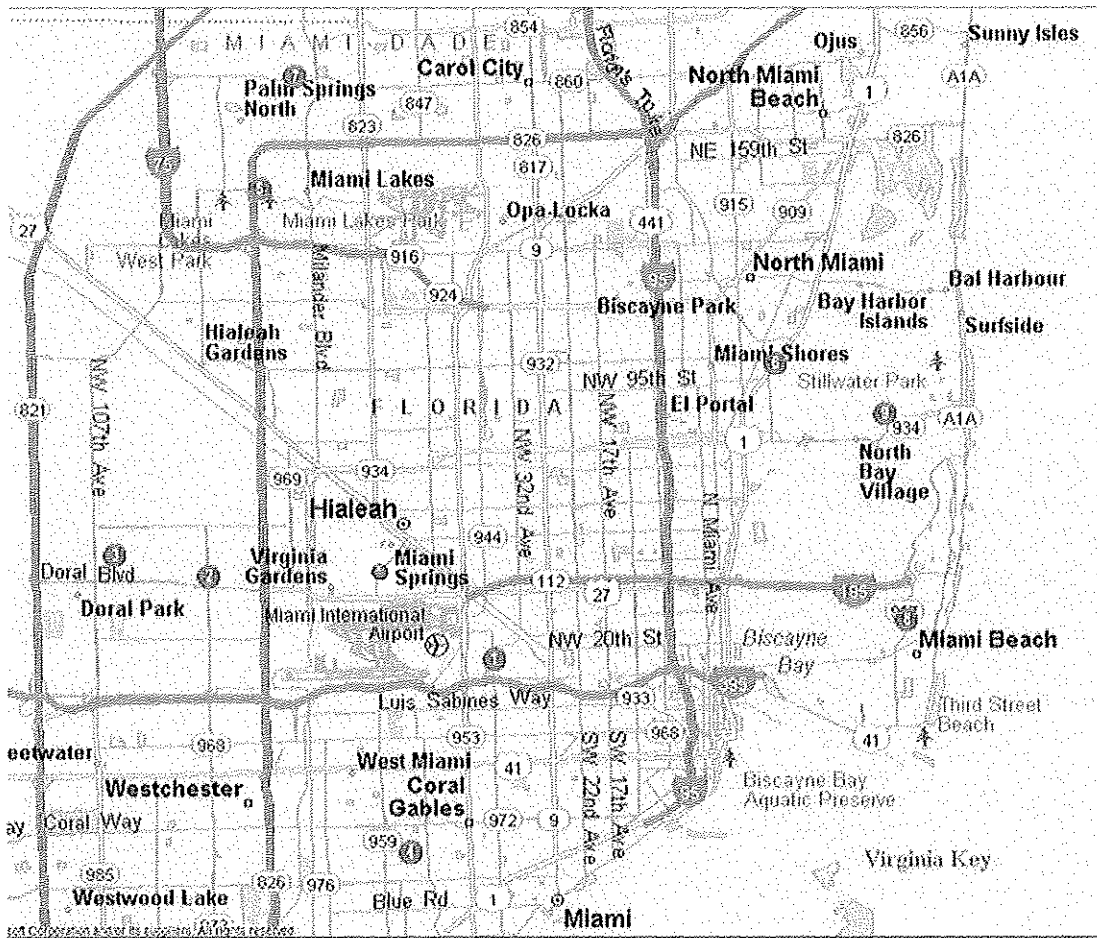 854
856
Sunny Isles
MIAMI DADE
Ojus
Carol City
860
North Miami
Beach
A1A
1
Palm Springs
North
847
823
826
NE 159th St
826
817
75
Miami Lakes
Opa Locka
915
909
441
Miami
Lakes
West Park
Miami Lakes Park
27
9
916
95
North Miami
Bal Harbour
924
Milander Blvd
Biscayne Park
Bay Harbor
Islands
Surfside
Hialeah
Gardens
932
NW 95th St
Miami Shores
Stillwater Park
FLORIDA
El Portal
821
NW 107th Ave
NW 17th Ave
A1A
934
1
North
Bay
Village
969
934
NW 32nd Ave
N Miami Ave
Hialeah
944
Virginia
Gardens
Miami
Springs
Doral Blvd
112
27
195
Doral Park
Miami International
Airport
NW 20th St
Biscayne
Bay
Miami Beach
Luis Sabines Way
933
395
Third Street
Beach
968
953
968
41
eetwater
West Miami
41
SW 22nd Ave
SW 17th Ave
Westchester
Coral
Gables
95
Biscayne Bay
Aquatic Preserve
ay
Coral Way
972
9
959
Virginia Key
985
826
976
Westwood Lake
Blue Rd
1
Miami